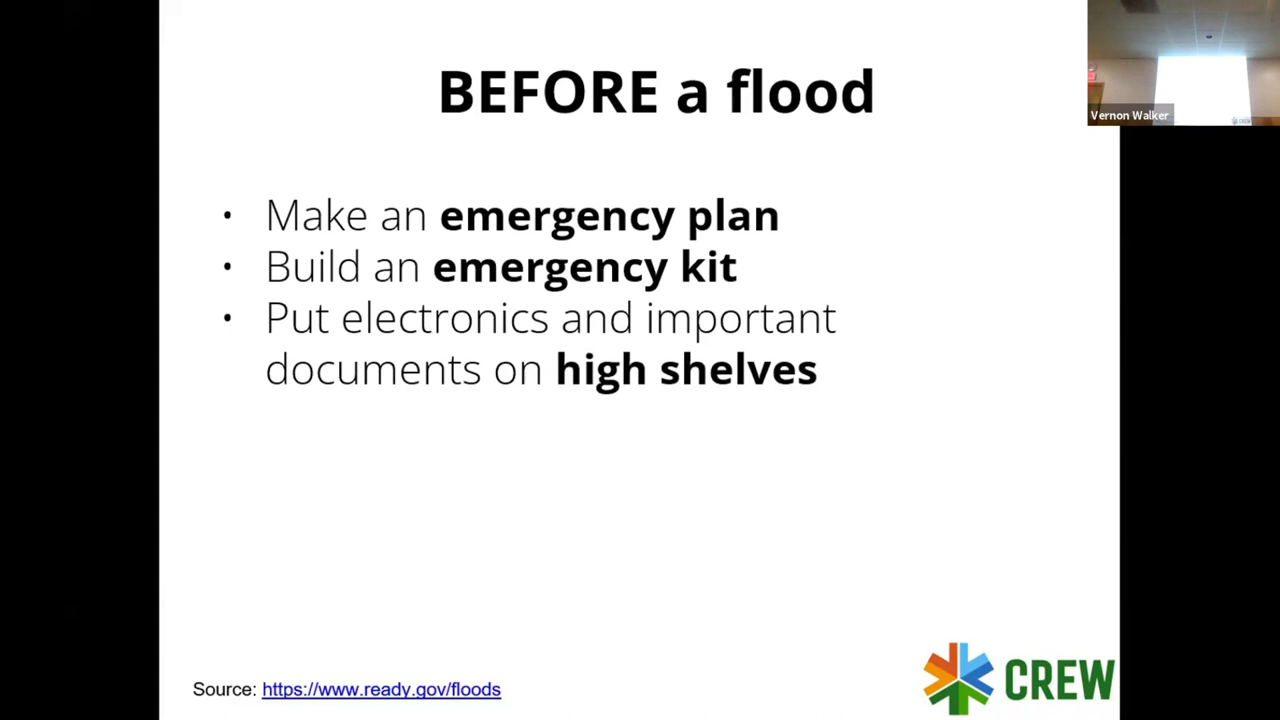 BEFORE a flood
Vernon Walker
• Make an emergency plan
• Build an emergency kit
• Put electronics and important
documents on high shelves
Source: https://www.ready.gov/floods
CREW